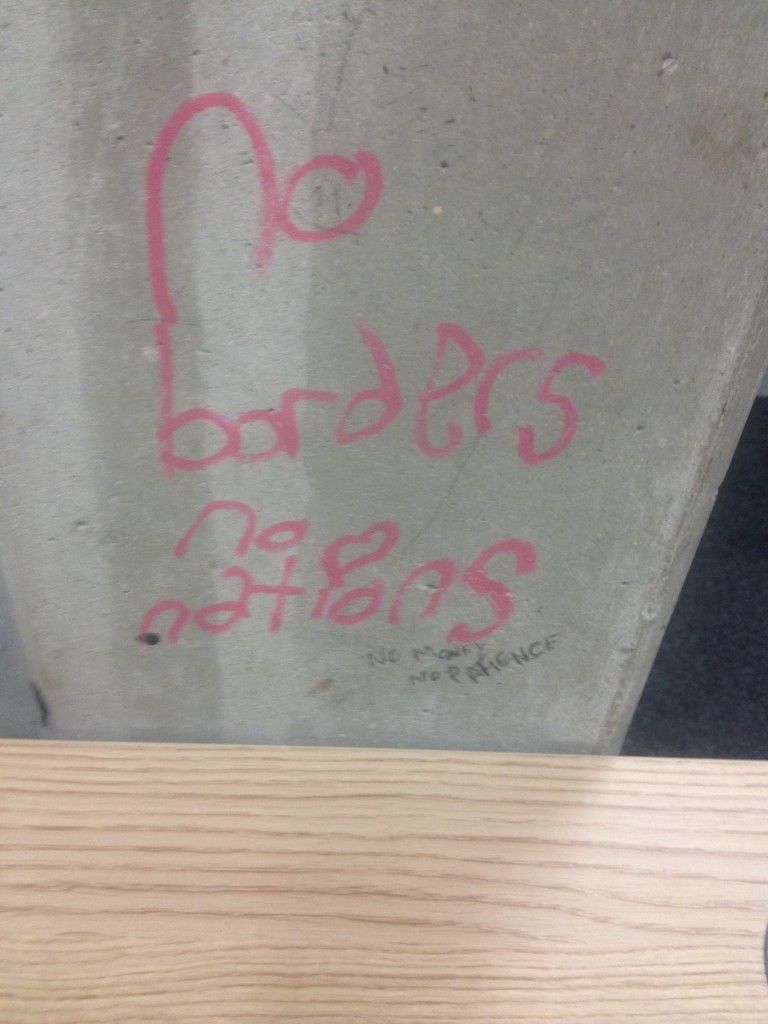 no
borders
no
nations
NO MONEY
NO PATIENCE